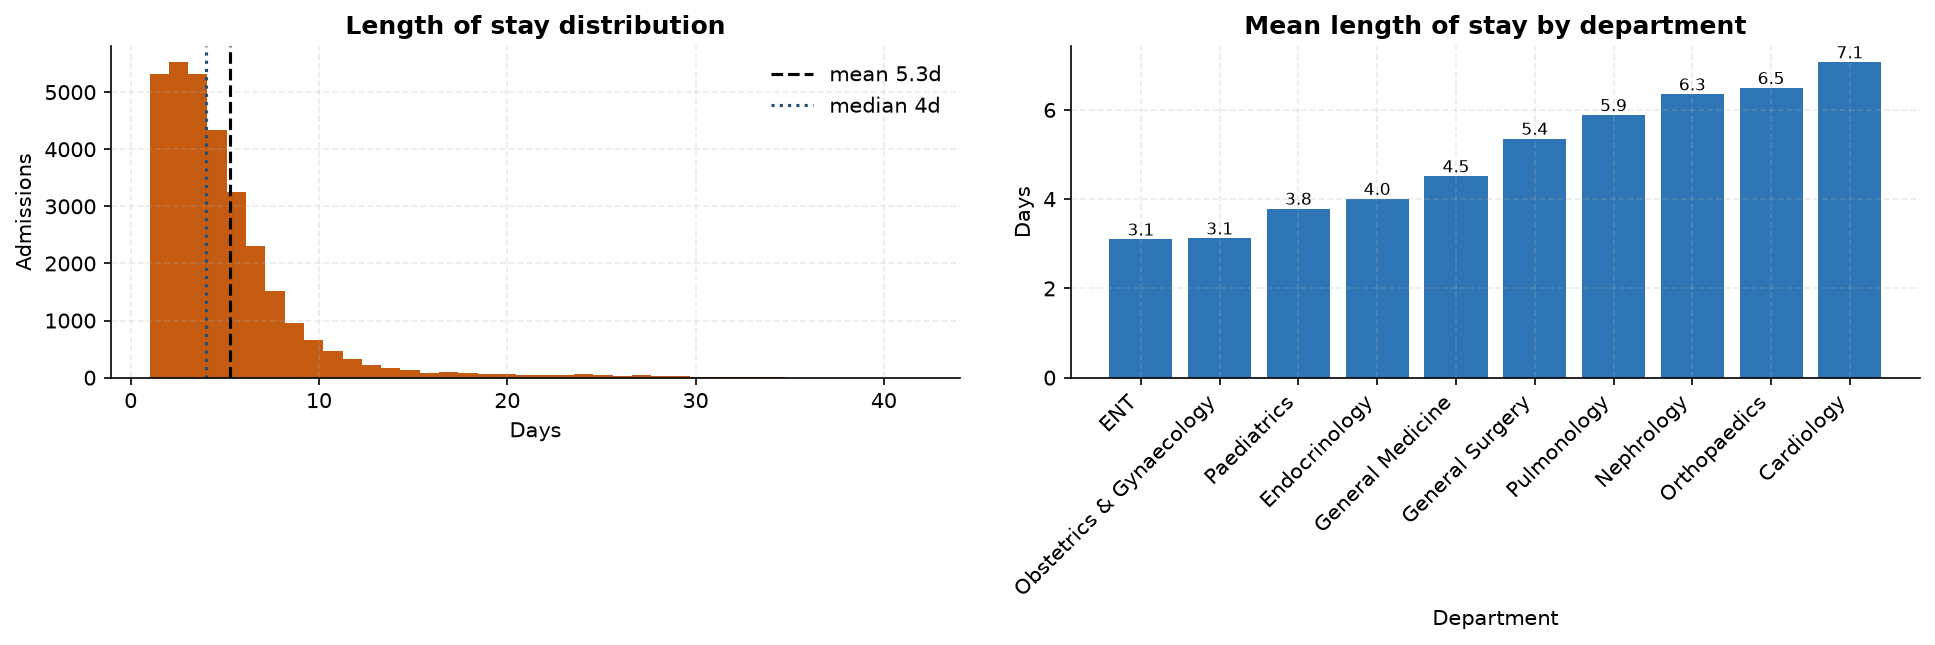 Length of stay distribution
mean 5.3d
median 4d
Admissions
5000
4000
3000
2000
1000
0
0 10 20 30 40
Days
Mean length of stay by department
Days
6
4
2
0
3.1 3.1 3.8 4.0 4.5 5.4 5.9 6.3 6.5 7.1
ENT
Obstetrics & Gynaecology
Paediatrics
Endocrinology
General Medicine
General Surgery
Pulmonology
Nephrology
Orthopaedics
Cardiology
Department